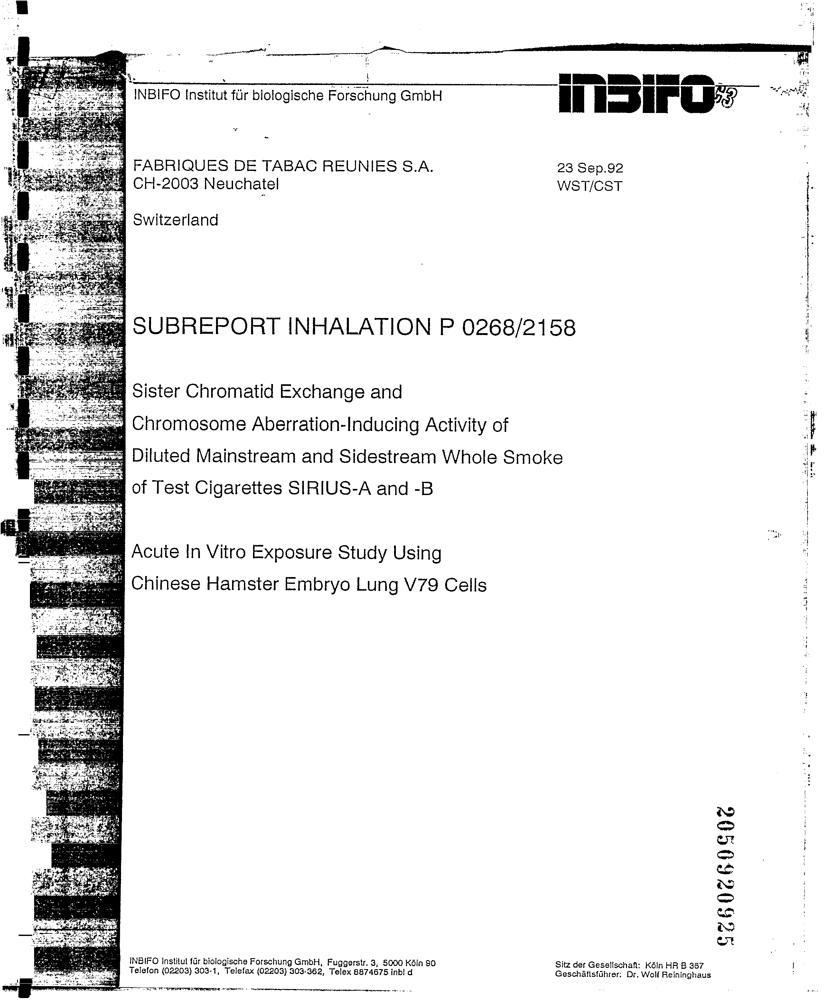 INBIFO Institut für biologische Forschung GmbH
INBIFO
FABRIQUES DE TABAC REUNIES S.A.
CH-2003 Neuchatel
Switzerland
23 Sep.92
WST/CST
SUBREPORT INHALATION P 0268/2158
Sister Chromatid Exchange and
Chromosome Aberration-Inducing Activity of
Diluted Mainstream and Sidestream Whole Smoke
of Test Cigarettes SIRIUS-A and -B
Acute In Vitro Exposure Study Using
Chinese Hamster Embryo Lung V79 Cells
2050920925
INBIFO Institut für biologische Forschung GmbH, Fuggerstr. 3, 5000 Köln 90
Telefon (02203) 303-1, Telefax (02203) 303-362, Telex 8874675 inbi d
Sitz der Gesellschaft: Köln HR B 367
Geschäftsführer: Dr. Wolf Reininghaus